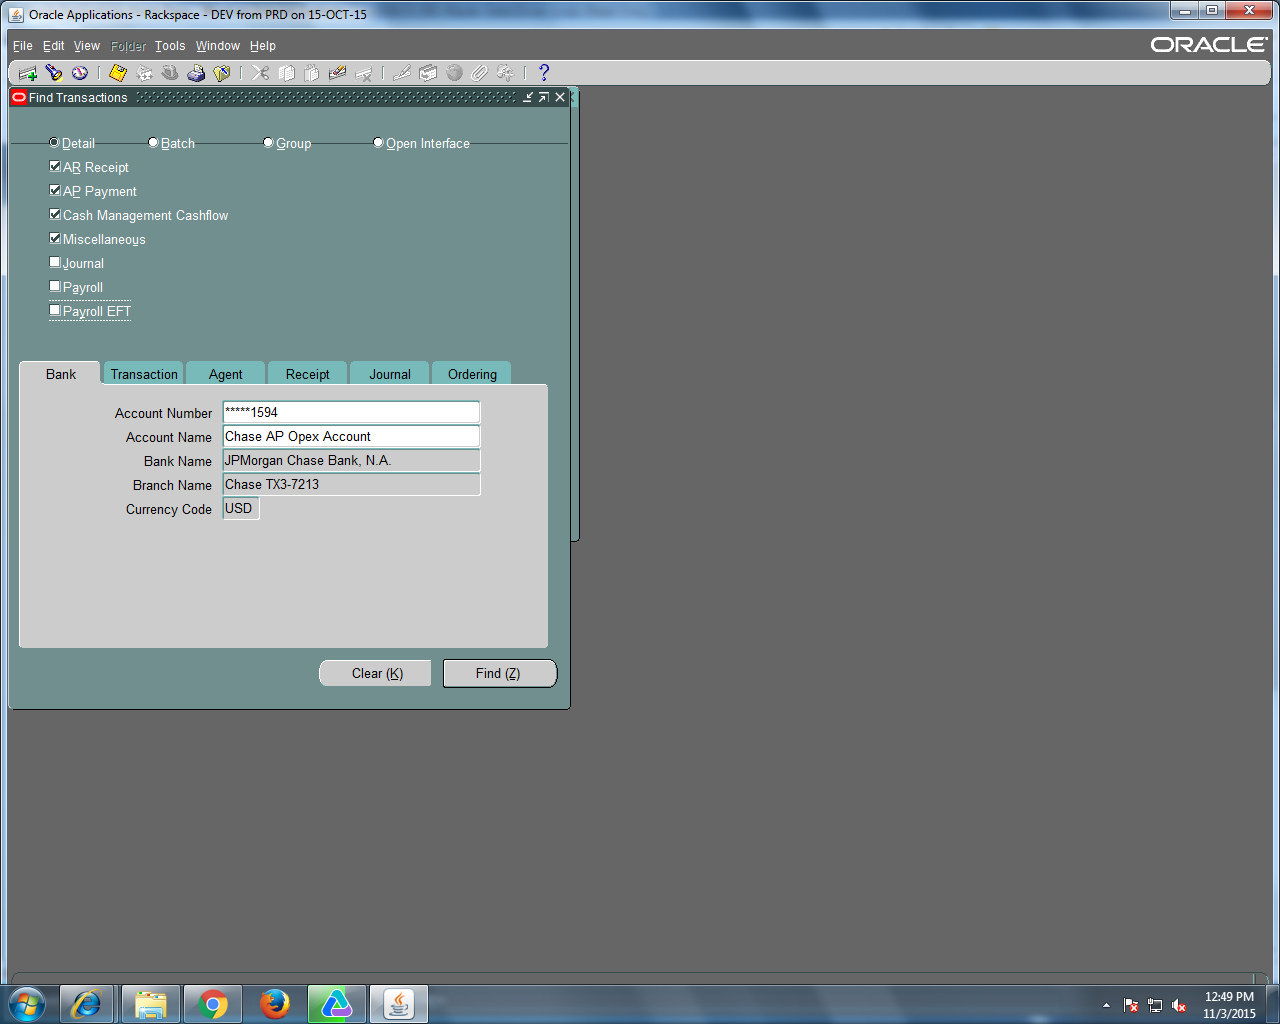 Oracle Applications - Rackspace - DEV from PRD on 15-OCT-15
File Edit View Folder Tools Window Help
ORACLE
Find Transactions
Detail Batch Group Open Interface
AR Receipt
AP Payment
Cash Management Cashflow
Miscellaneous
Journal
Payroll
Payroll EFT
Bank Transaction Agent Receipt Journal Ordering
Account Number *****1594
Account Name Chase AP Opex Account
Bank Name JPMorgan Chase Bank, N.A.
Branch Name Chase TX3-7213
Currency Code USD
Clear (K) Find (Z)
12:49 PM
11/3/2015